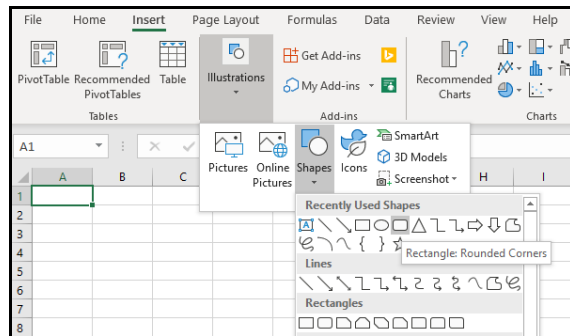 File Home Insert Page Layout Formulas Data Review View Help
PivotTable Recommended PivotTables Table
Illustrations
Get Add-ins
My Add-ins
Recommended Charts
Tables Add-ins Charts
A1
Pictures Online Pictures Shapes Icons
SmartArt
3D Models
Screenshot
A B C H I
1
Recently Used Shapes
2
3
Rectangle: Rounded Corners
4
Lines
5
6
Rectangles
7
8